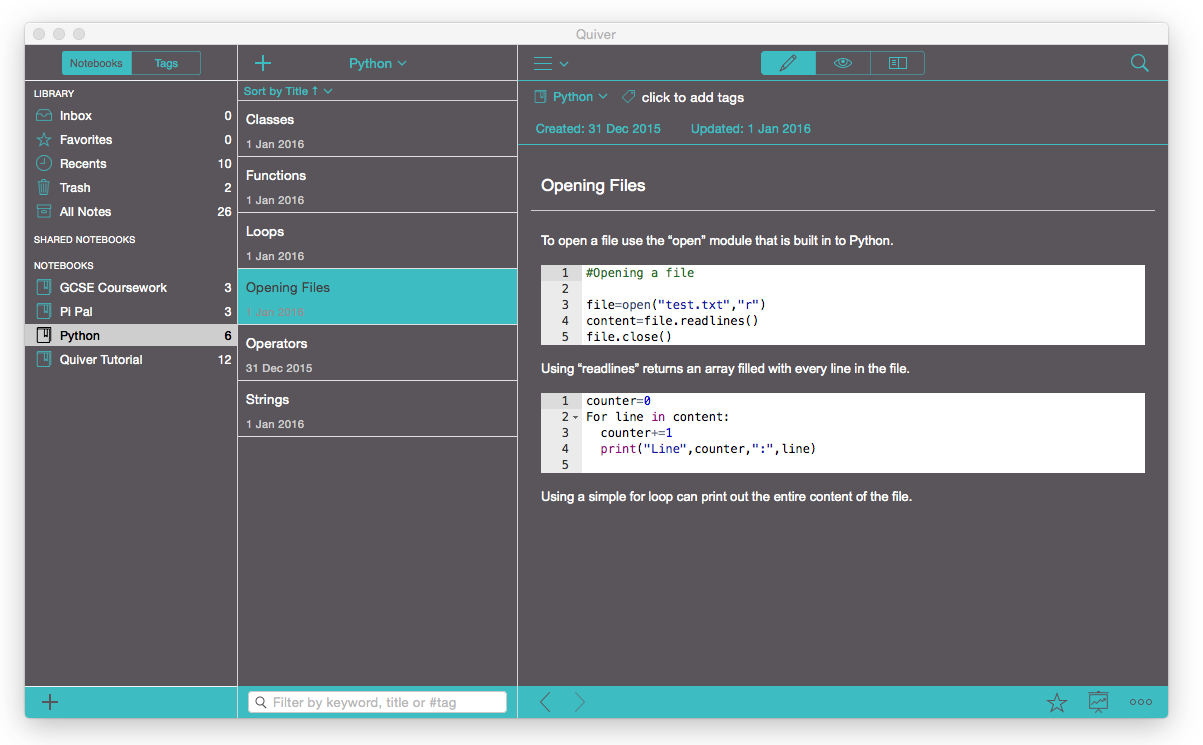 Quiver
Notebooks Tags
LIBRARY
Inbox 0
Favorites 0
Recents 10
Trash 2
All Notes 26
SHARED NOTEBOOKS
NOTEBOOKS
GCSE Coursework 3
Pi Pal 3
Python 6
Quiver Tutorial 12
Python
Sort by Title ↑
Classes
1 Jan 2016
Functions
1 Jan 2016
Loops
1 Jan 2016
Opening Files
1 Jan 2016
Operators
31 Dec 2015
Strings
1 Jan 2016
Filter by keyword, title or #tag
Python click to add tags
Created: 31 Dec 2015 Updated: 1 Jan 2016
Opening Files
To open a file use the “open” module that is built in to Python.
1 #Opening a file
2
3 file=open("test.txt","r")
4 content=file.readlines()
5 file.close()
Using “readlines” returns an array filled with every line in the file.
1 counter=0
2 For line in content:
3 counter+=1
4 print("Line",counter,":",line)
5
Using a simple for loop can print out the entire content of the file.